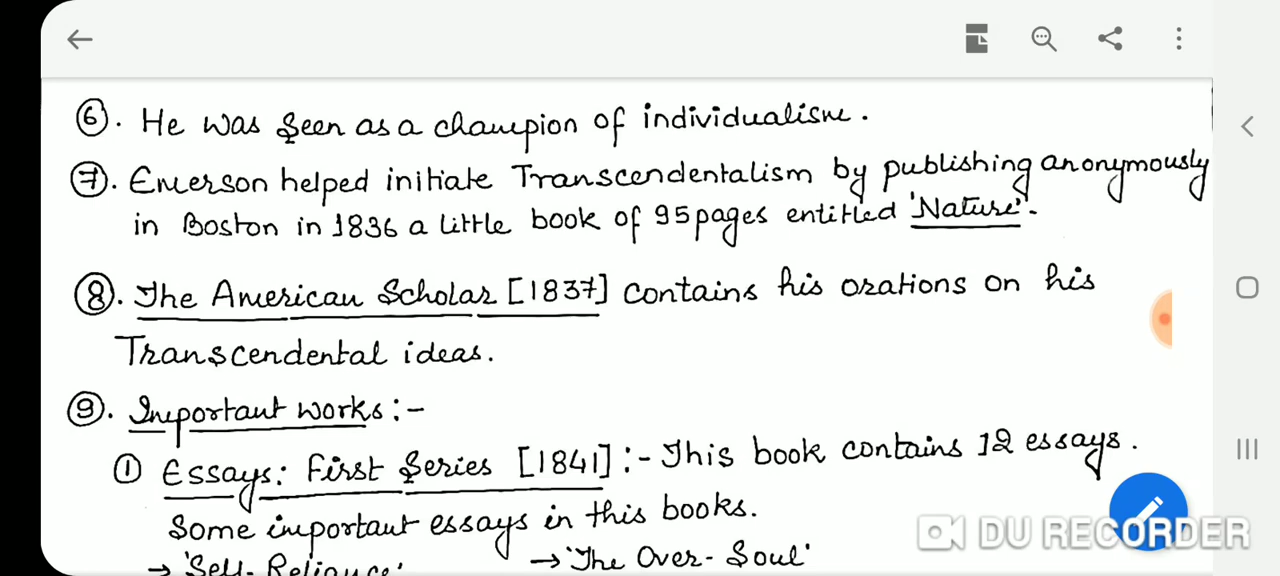 ⑥. He was seen as a champion of individualism.
⑦. Emerson helped initiate Transcendentalism by publishing anonymously
in Boston in 1836 a little book of 95 pages entitled 'Nature'.
⑧. The American Scholar [1837] contains his orations on his
Transcendental ideas.
⑨. Important works :-
① Essays: First Series [1841] :- This book contains 12 essays.
Some important essays in this books.
→ 'Self-Reliance' → 'The Over-Soul'
DU RECORDER